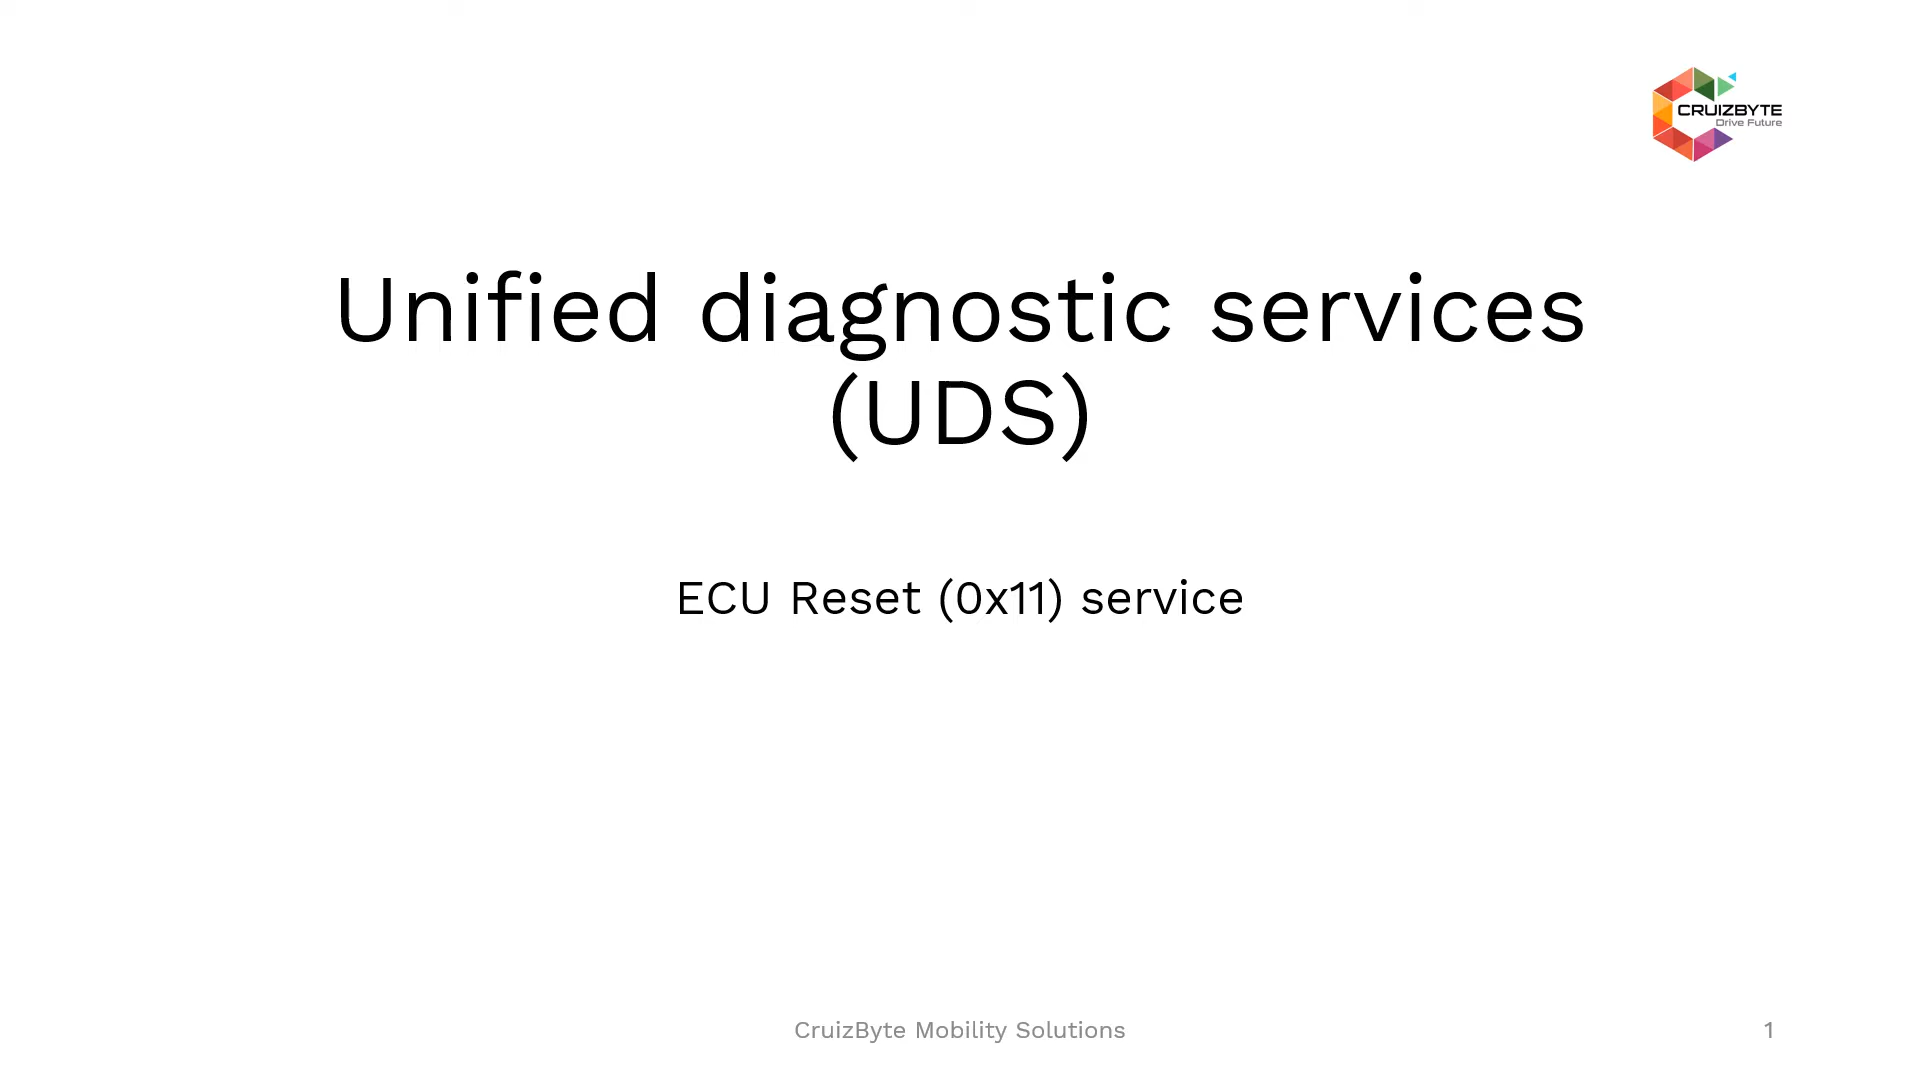 CRUIZBYTE
Drive Future
Unified diagnostic services
(UDS)
ECU Reset (0x11) service
CruizByte Mobility Solutions
1